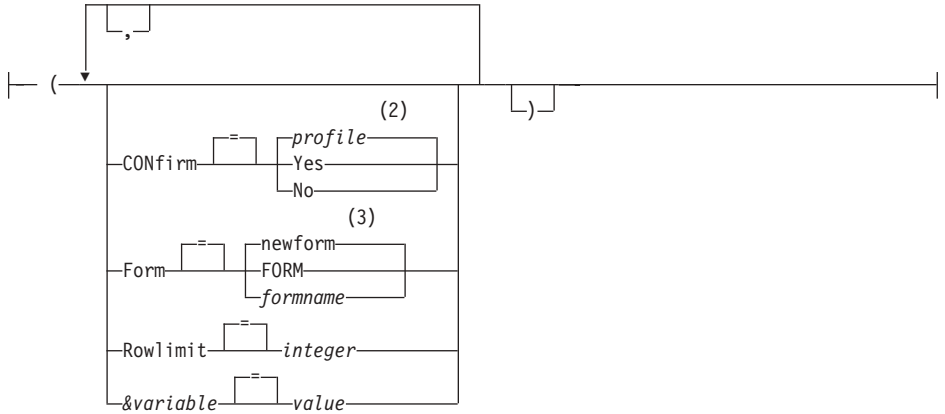 ,
( )
(2)
profile
CONfirm = Yes
No
(3)
newform
Form = FORM
formname
Rowlimit = integer
&variable = value